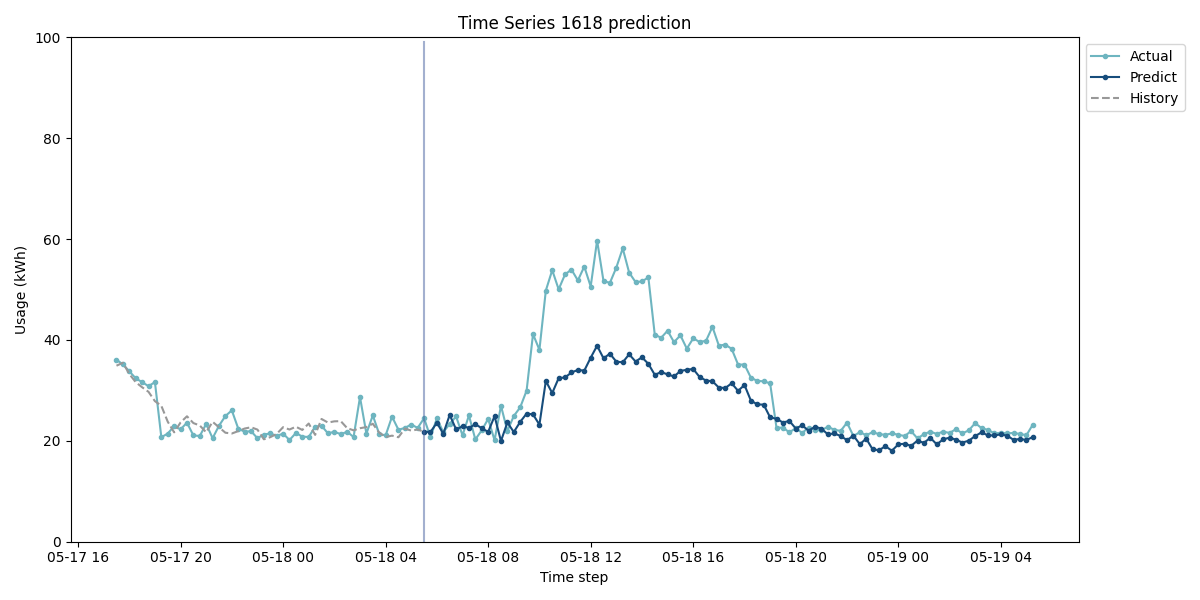 Time Series 1618 prediction
100
80
60
40
20
0
Usage (kWh)
05-17 16 05-17 20 05-18 00 05-18 04 05-18 08 05-18 12 05-18 16 05-18 20 05-19 00 05-19 04
Time step
Actual
Predict
History